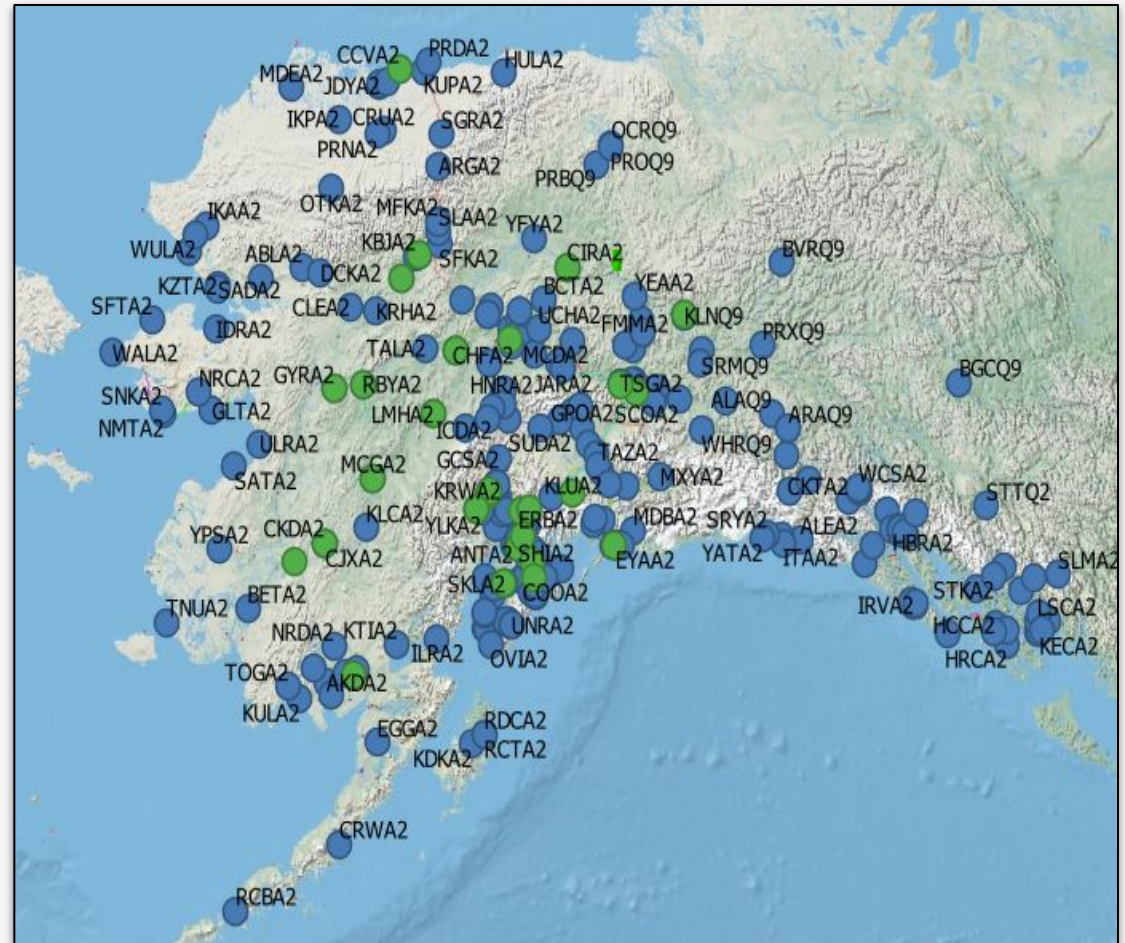 CCVA2
PRDA2
HULA2
MDEA2
JDYA2
KUPA2
IKPA2
CRUA2
SGRA2
PRNA2
OCRQ9
PROQ9
ARGA2
PRBQ9
OTKA2
MFKA2
SLAA2
IKAA2
YFYA2
KBJA2
WULA2
ABLA2
SFKA2
CIRA2
BVRQ9
DCKA2
KZTA2
SADA2
BCTA2
YEAA2
SFTA2
CLEA2
KRHA2
UCHA2
FMMA2
KLNQ9
IDRA2
PRXQ9
WALA2
TALA2
CHFA2
MCDA2
SRMQ9
BGCQ9
GYRA2
RBYA2
HNRA2
JARA2
TSGA2
SNKA2
NRCA2
ALAQ9
NMTA2
GLTA2
LMHA2
GPOA2
SCOA2
ARAQ9
ICDA2
ULRA2
SUDA2
WHRQ9
TAZA2
GCSA2
MCGA2
SATA2
KLUA2
MXYA2
WCSA2
KRWA2
CKTA2
STTQ2
KLCA2
YLKA2
ERBA2
MDBA2
SRYA2
ALEA2
YPSA2
CKDA2
HBRA2
CJXA2
ANTA2
SHIA2
EYAA2
YATA2
ITAA2
SLMA2
SKLA2
COOA2
STKA2
BETA2
TNUA2
IRVA2
LSCA2
NRDA2
KTIA2
UNRA2
HCCA2
KECA2
ILRA2
OVIA2
HRCA2
TOGA2
AKDA2
KULA2
EGGA2
RDCA2
KDKA2
RCTA2
CRWA2
RCBA2